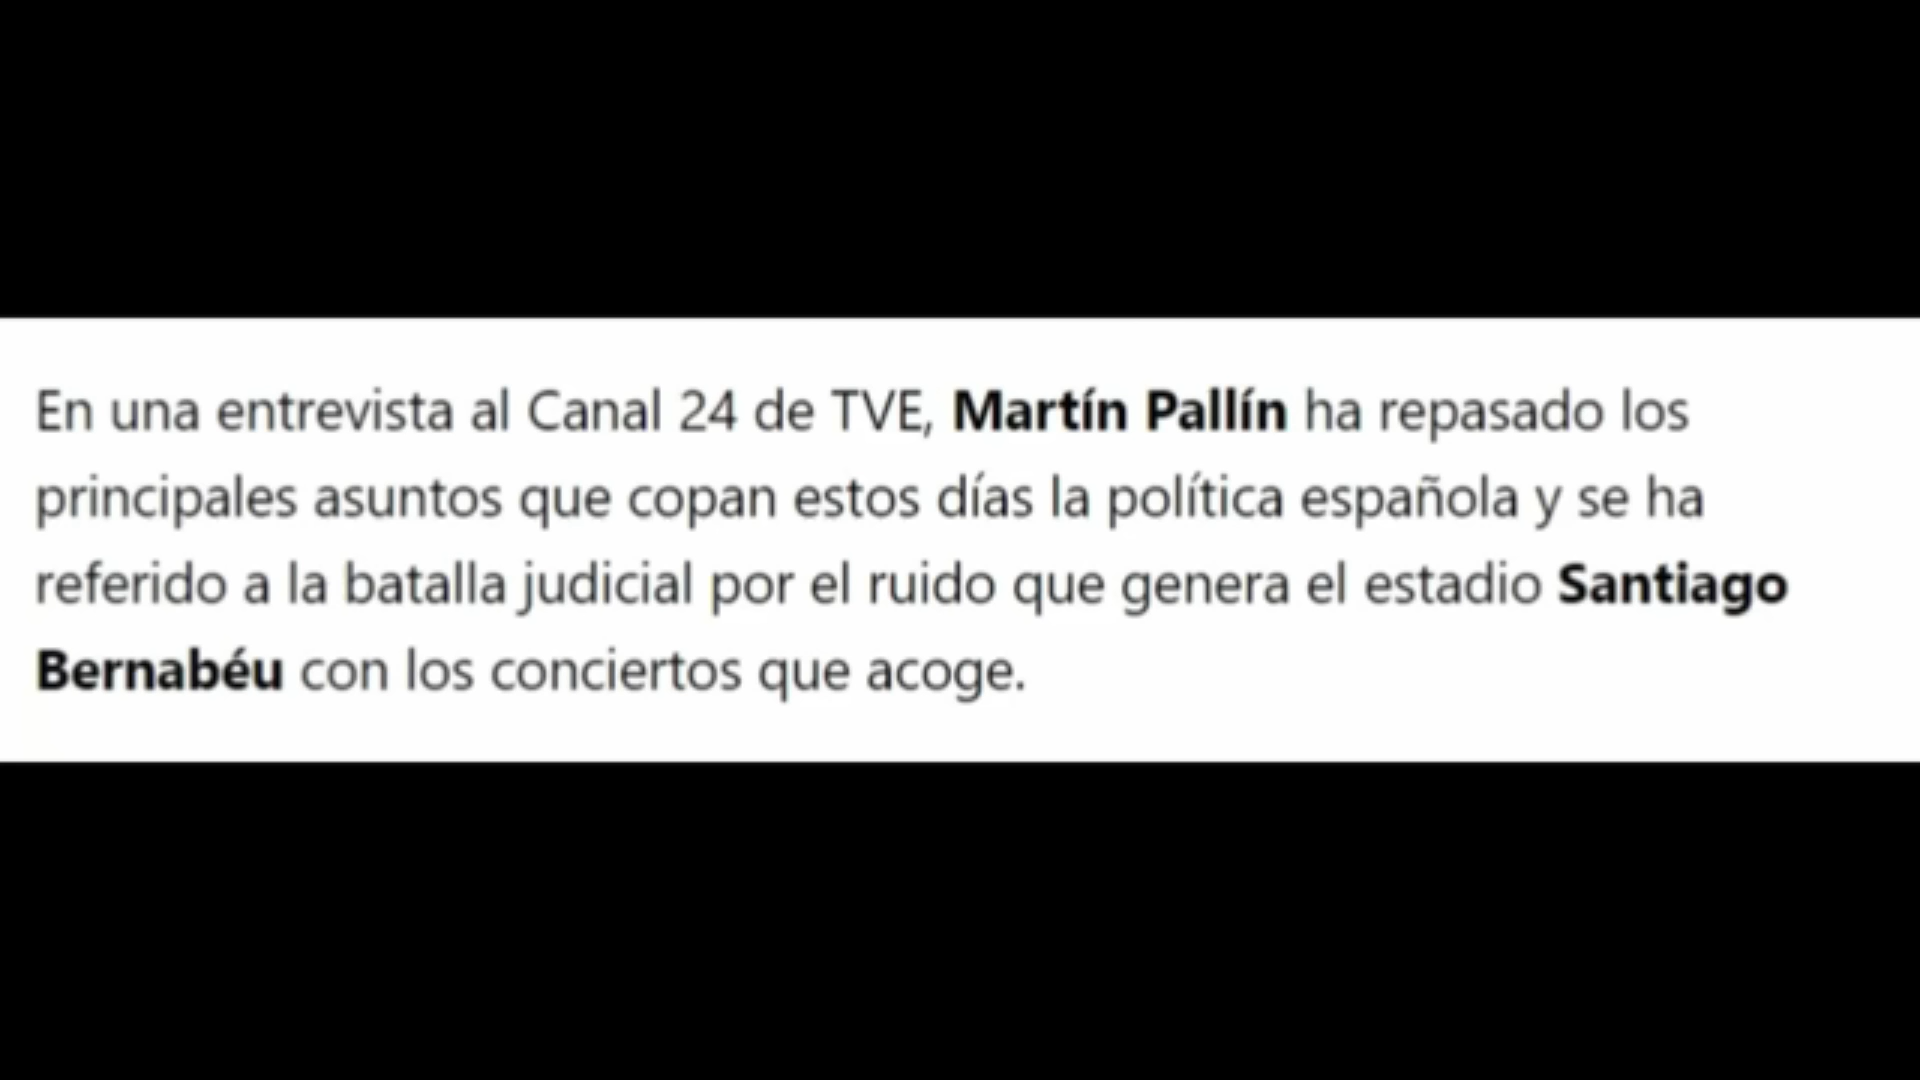 En una entrevista al Canal 24 de TVE, Martín Pallín ha repasado los
principales asuntos que copan estos días la política española y se ha
referido a la batalla judicial por el ruido que genera el estadio Santiago
Bernabéu con los conciertos que acoge.